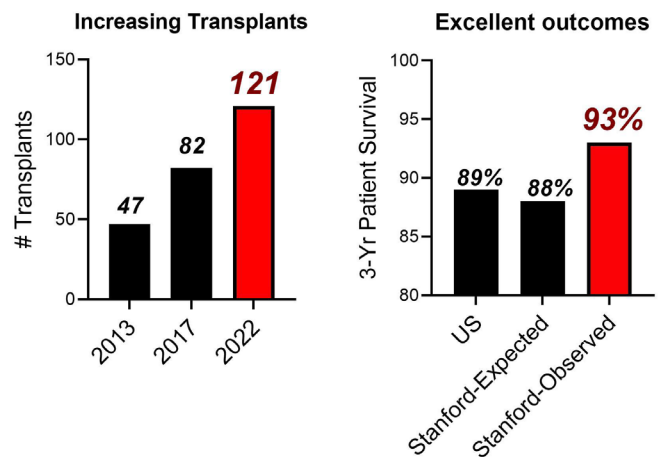 Increasing Transplants
# Transplants
150
100
50
0
47
82
121
2013
2017
2022
Excellent outcomes
3-Yr Patient Survival
100
95
90
85
80
89%
88%
93%
US
Stanford-Expected
Stanford-Observed